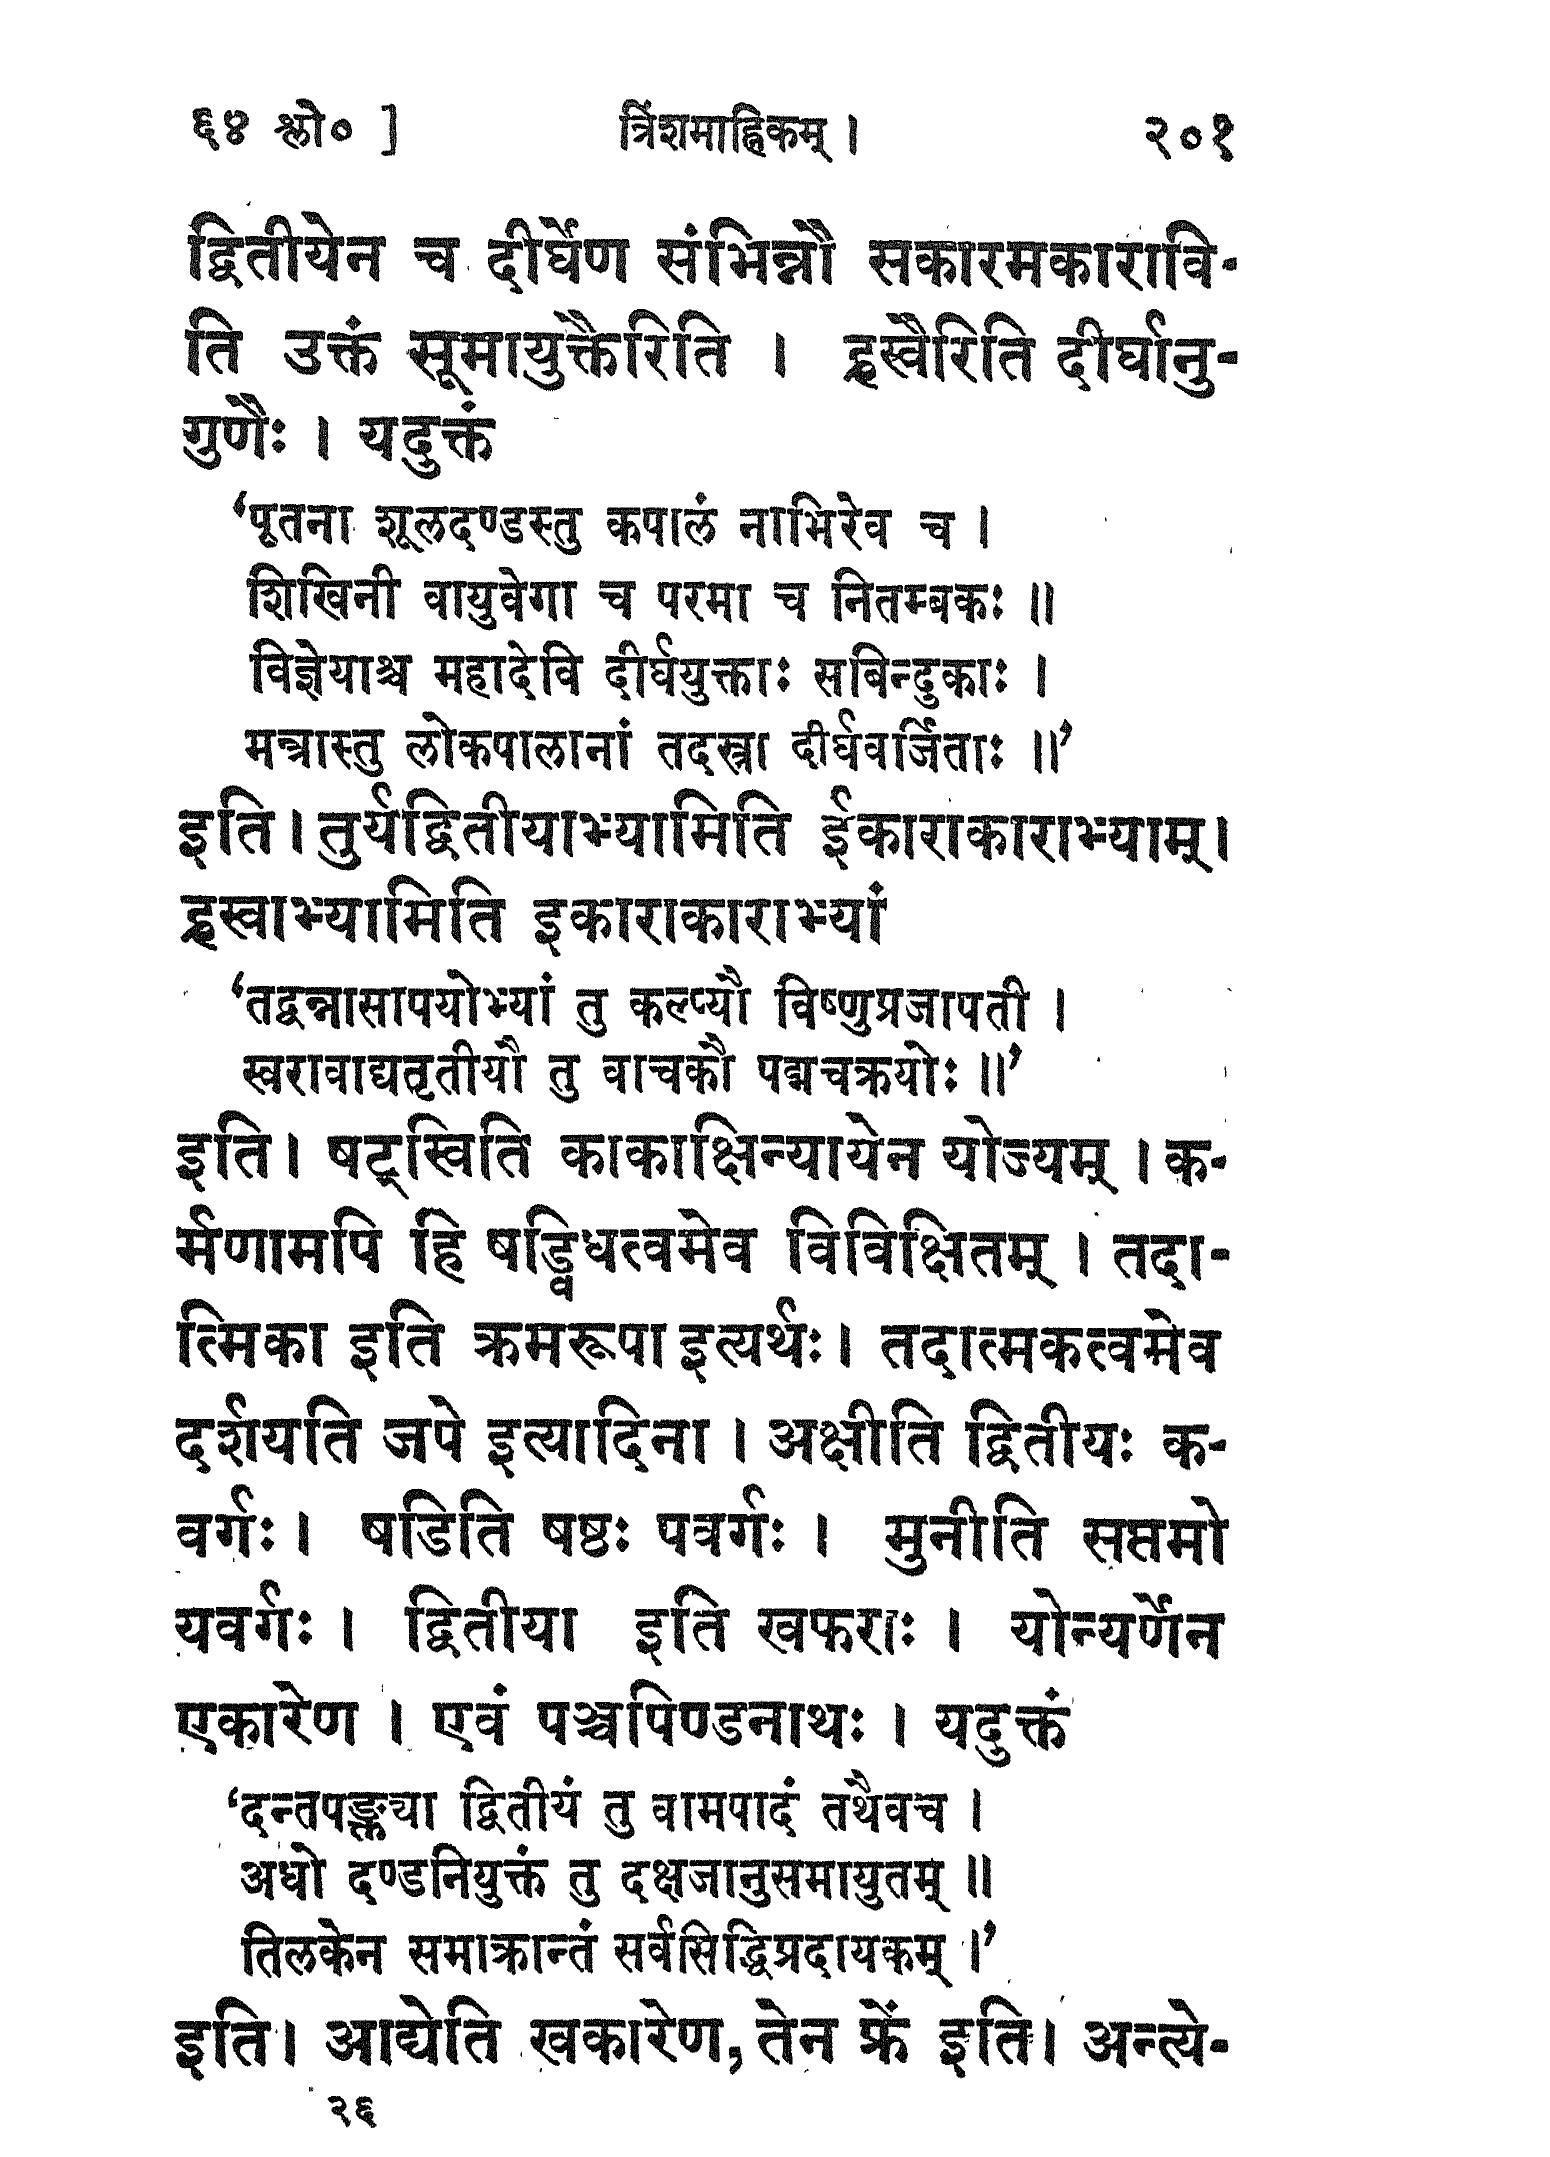 ६४ श्लो० ] त्रिंशमाह्निकम् । २०१
द्वितीयेन च दीर्घेण संभिन्नौ सकारमकारावि-
ति उक्तं सूमायुक्तैरिति । ह्रस्वैरिति दीर्घानु-
गुणैः । यदुक्तं
‘पूतना शूलदण्डस्तु कपालं नाभिरेव च ।
शिखिनी वायुवेगा च परमा च नितम्बकः ॥
विज्ञेयाश्च महादेवि दीर्घयुक्ताः सबिन्दुकाः ।
मन्त्रास्तु लोकपालानां तदस्त्रा दीर्घवर्जिताः ॥’
इति । तुर्यद्वितीयाभ्यामिति ईकाराकाराभ्याम् ।
ह्रस्वाभ्यामिति इकाराकाराभ्यां
‘तद्वन्नासापयोभ्यां तु कल्प्यौ विष्णुप्रजापती ।
स्वरावाद्यतृतीयौ तु वाचकौ पद्मचक्रयोः ॥’
इति । षट्स्विति काकाक्षिन्यायेन योज्यम् । क-
र्मणामपि हि षड्विधत्वमेव विविक्षितम् । तदा-
त्मिका इति क्रमरूपा इत्यर्थः । तदात्मकत्वमेव
दर्शयति जपे इत्यादिना । अक्षीति द्वितीयः क-
वर्गः । षडिति षष्ठः पवर्गः । मुनीति सप्तमो
यवर्गः । द्वितीया इति खफराः । योन्यर्णेन
एकारेण । एवं पञ्चपिण्डनाथः । यदुक्तं
‘दन्तपङ्क्त्या द्वितीयं तु वामपादं तथैवच ।
अधो दण्डनियुक्तं तु दक्षजानुसमायुतम् ॥
तिलकेन समाक्रान्तं सर्वसिद्धिप्रदायकम् ।’
इति । आद्येति खकारेण, तेन फ्रें इति । अन्त्ये-
२६